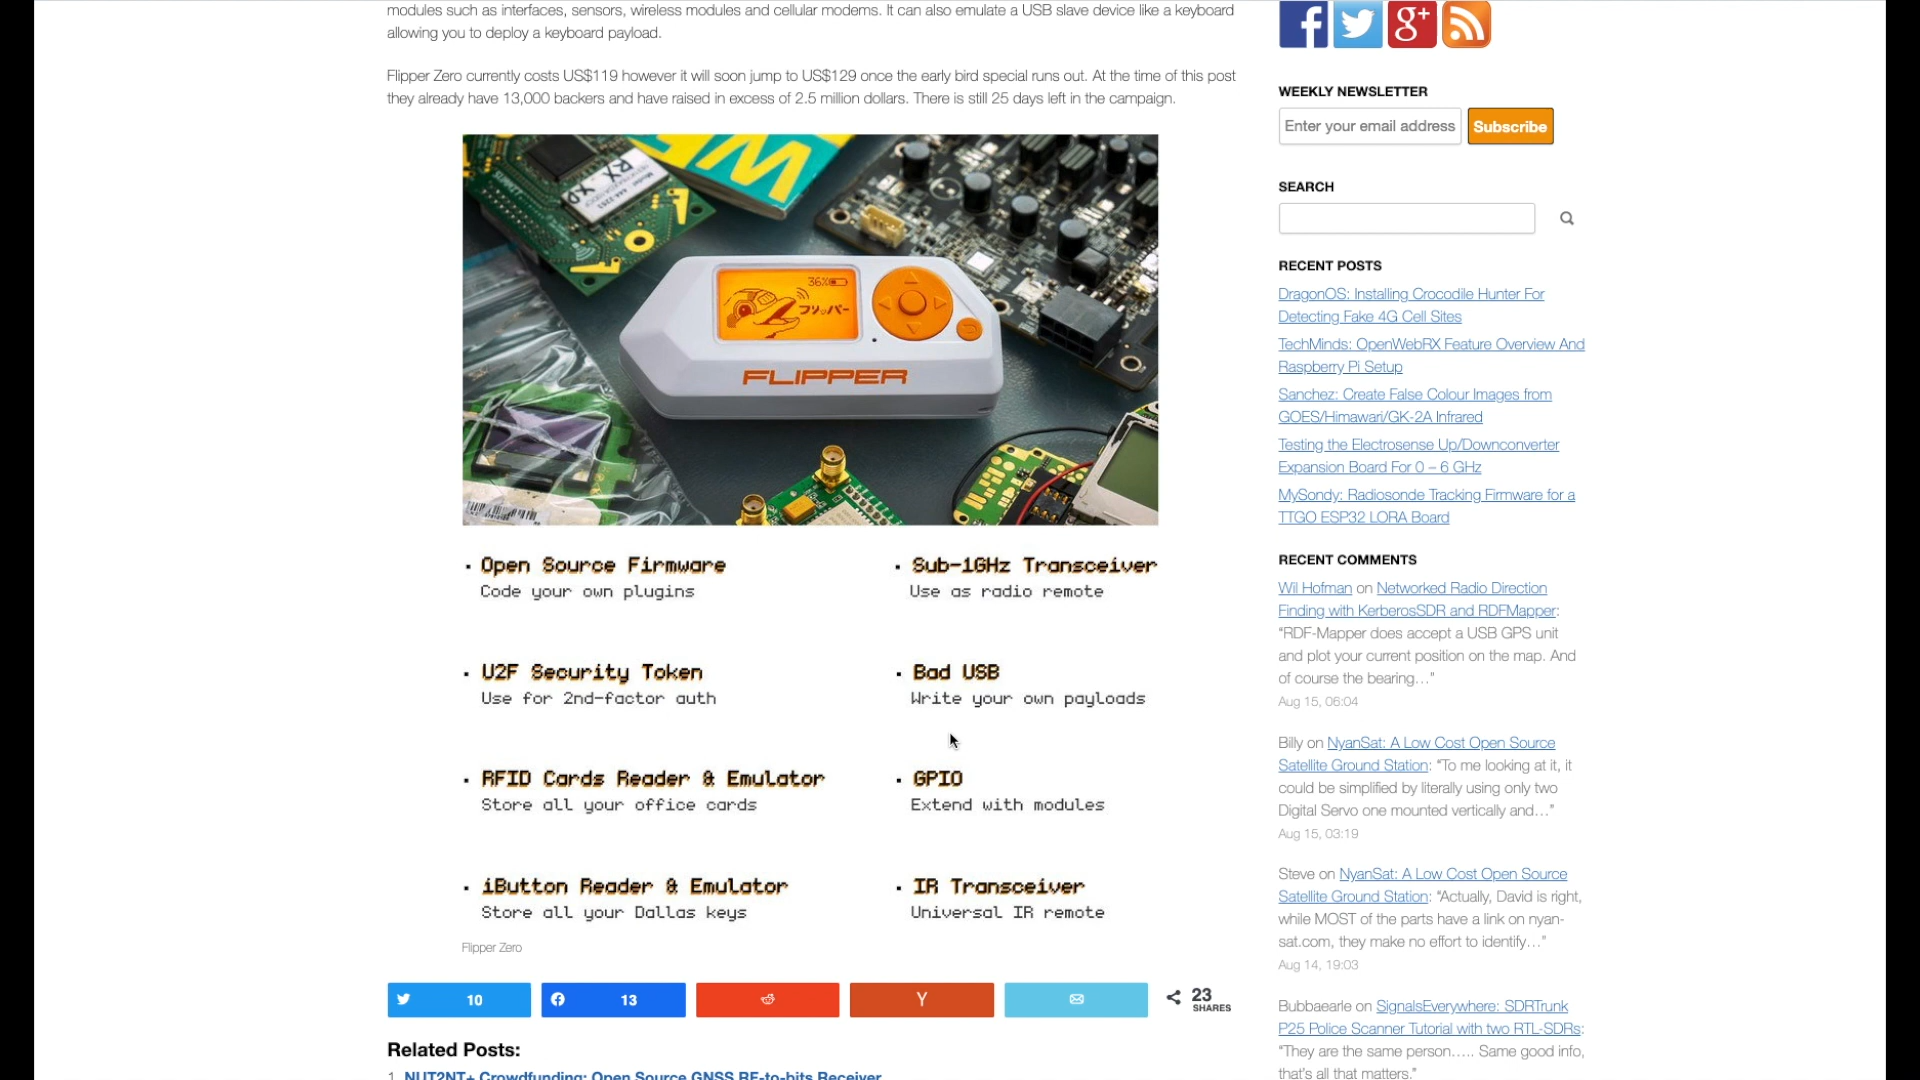 modules such as interfaces, sensors, wireless modules and cellular modems. It can also emulate a USB slave device like a keyboard
allowing you to deploy a keyboard payload.
Flipper Zero currently costs US$119 however it will soon jump to US$129 once the early bird special runs out. At the time of this post
they already have 13,000 backers and have raised in excess of 2.5 million dollars. There is still 25 days left in the campaign.
WF
RX
36%
フリッパー
FLIPPER
Open Source Firmware
Code your own plugins
Sub-1GHz Transceiver
Use as radio remote
U2F Security Token
Use for 2nd-factor auth
Bad USB
Write your own payloads
RFID Cards Reader & Emulator
Store all your office cards
GPIO
Extend with modules
iButton Reader & Emulator
Store all your Dallas keys
IR Transceiver
Universal IR remote
Flipper Zero
10
13
Y
23
SHARES
Related Posts:
1. NUT2NT+ Crowdfunding: Open Source GNSS RF-to-bits Receiver
f
g+
WEEKLY NEWSLETTER
Enter your email address
Subscribe
SEARCH
RECENT POSTS
DragonOS: Installing Crocodile Hunter For
Detecting Fake 4G Cell Sites
TechMinds: OpenWebRX Feature Overview And
Raspberry Pi Setup
Sanchez: Create False Colour Images from
GOES/Himawari/GK-2A Infrared
Testing the Electrosense Up/Downconverter
Expansion Board For 0 – 6 GHz
MySondy: Radiosonde Tracking Firmware for a
TTGO ESP32 LORA Board
RECENT COMMENTS
Wil Hofman on Networked Radio Direction
Finding with KerberosSDR and RDFMapper:
“RDF-Mapper does accept a USB GPS unit
and plot your current position on the map. And
of course the bearing…”
Aug 15, 06:04
Billy on NyanSat: A Low Cost Open Source
Satellite Ground Station: “To me looking at it, it
could be simplified by literally using only two
Digital Servo one mounted vertically and…”
Aug 15, 03:19
Steve on NyanSat: A Low Cost Open Source
Satellite Ground Station: “Actually, David is right,
while MOST of the parts have a link on nyan-
sat.com, they make no effort to identify…”
Aug 14, 19:03
Bubbaearle on SignalsEverywhere: SDRTrunk
P25 Police Scanner Tutorial with two RTL-SDRs:
“They are the same person….. Same good info,
that's all that matters.”